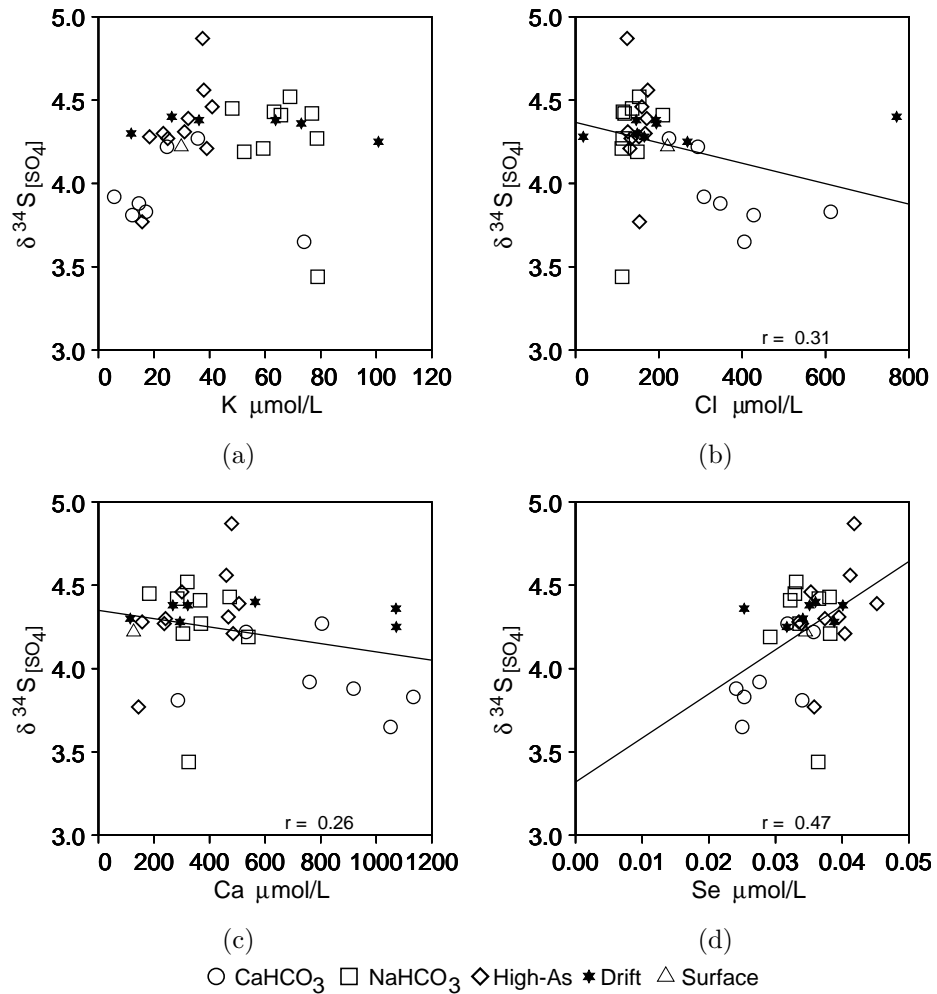 5.0
4.5
4.0
3.5
3.0
δ ³⁴S[SO₄]
0 20 40 60 80 100 120
K μmol/L
(a)
5.0
4.5
4.0
3.5
3.0
δ ³⁴S[SO₄]
r = 0.31
0 200 400 600 800
Cl μmol/L
(b)
5.0
4.5
4.0
3.5
3.0
δ ³⁴S[SO₄]
r = 0.26
0 200 400 600 800 1000 1200
Ca μmol/L
(c)
5.0
4.5
4.0
3.5
3.0
δ ³⁴S[SO₄]
r = 0.47
0.00 0.01 0.02 0.03 0.04 0.05
Se μmol/L
(d)
CaHCO₃ NaHCO₃ High-As Drift Surface